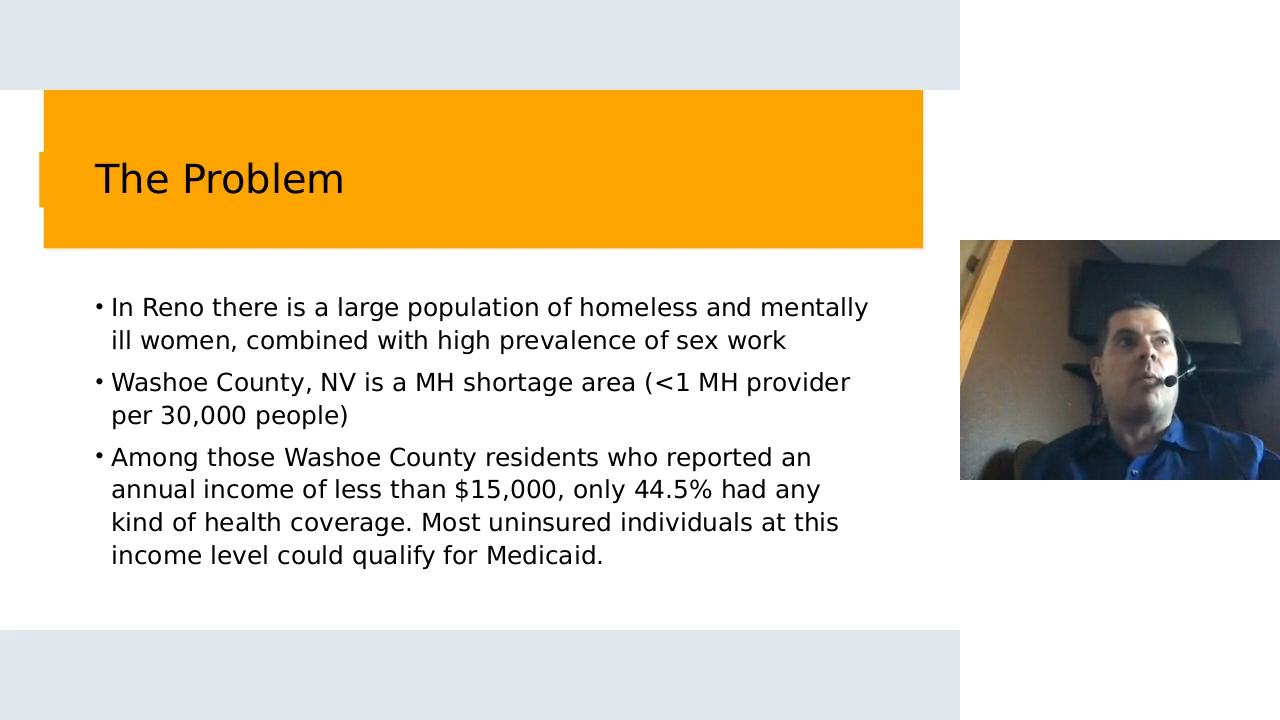 The Problem
• In Reno there is a large population of homeless and mentally
ill women, combined with high prevalence of sex work
• Washoe County, NV is a MH shortage area (<1 MH provider
per 30,000 people)
• Among those Washoe County residents who reported an
annual income of less than $15,000, only 44.5% had any
kind of health coverage. Most uninsured individuals at this
income level could qualify for Medicaid.